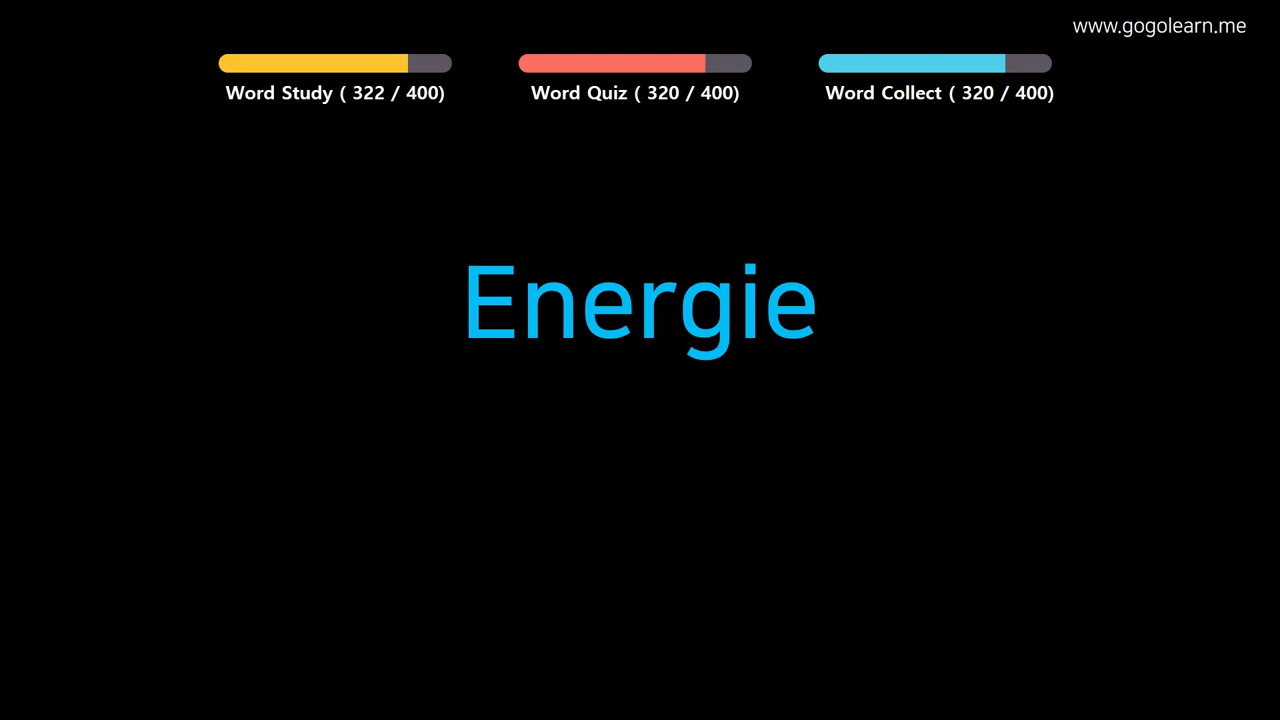 www.gogolearn.me
Word Study ( 322 / 400)
Word Quiz ( 320 / 400)
Word Collect ( 320 / 400)
Energie